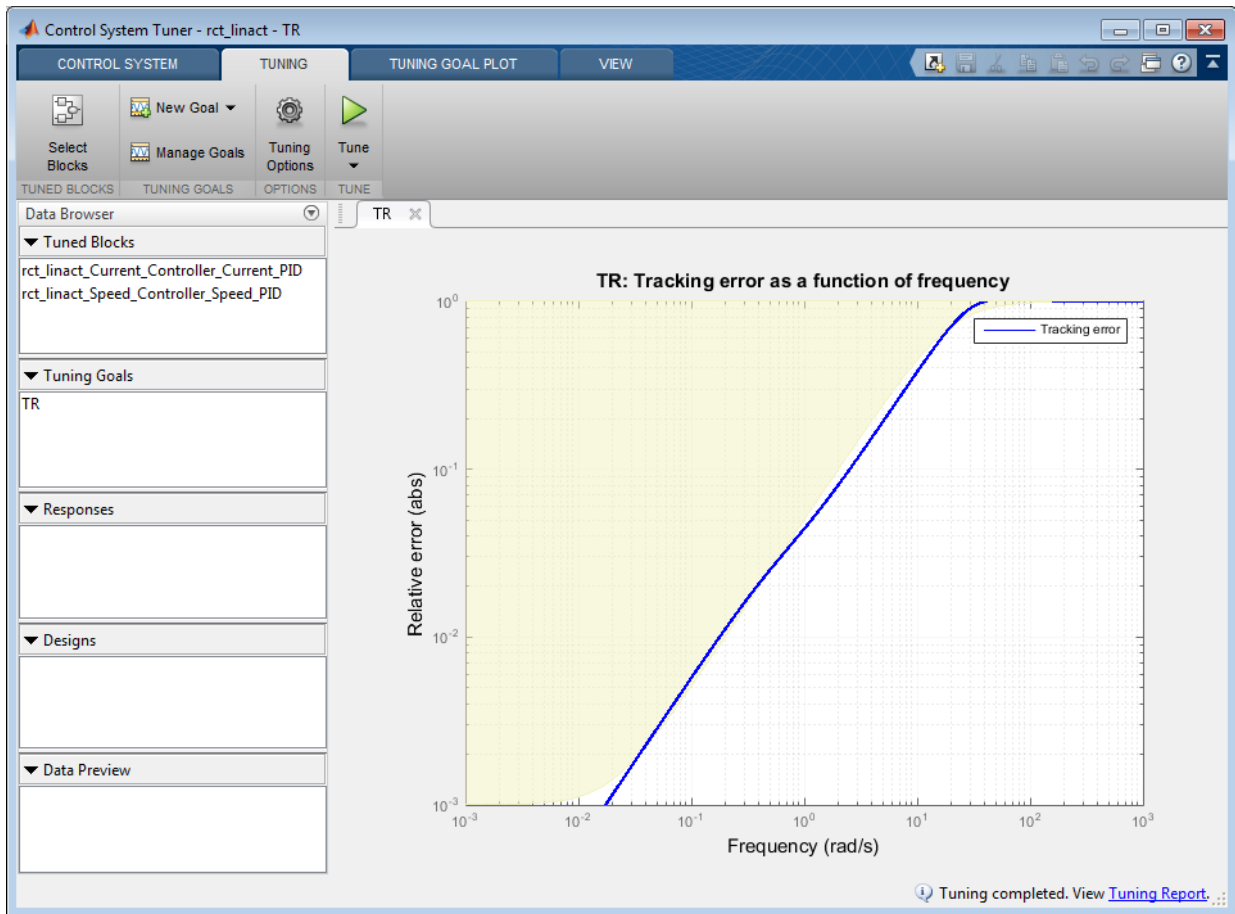 Control System Tuner - rct_linact - TR
CONTROL SYSTEM TUNING TUNING GOAL PLOT VIEW
Select Blocks
New Goal
Manage Goals
Tuning Options
Tune
TUNED BLOCKS TUNING GOALS OPTIONS TUNE
Data Browser
Tuned Blocks
rct_linact_Current_Controller_Current_PID
rct_linact_Speed_Controller_Speed_PID
Tuning Goals
TR
Responses
Designs
Data Preview
TR
TR: Tracking error as a function of frequency
Tracking error
Relative error (abs)
10^0
10^-1
10^-2
10^-3
10^-3 10^-2 10^-1 10^0 10^1 10^2 10^3
Frequency (rad/s)
Tuning completed. View Tuning Report.